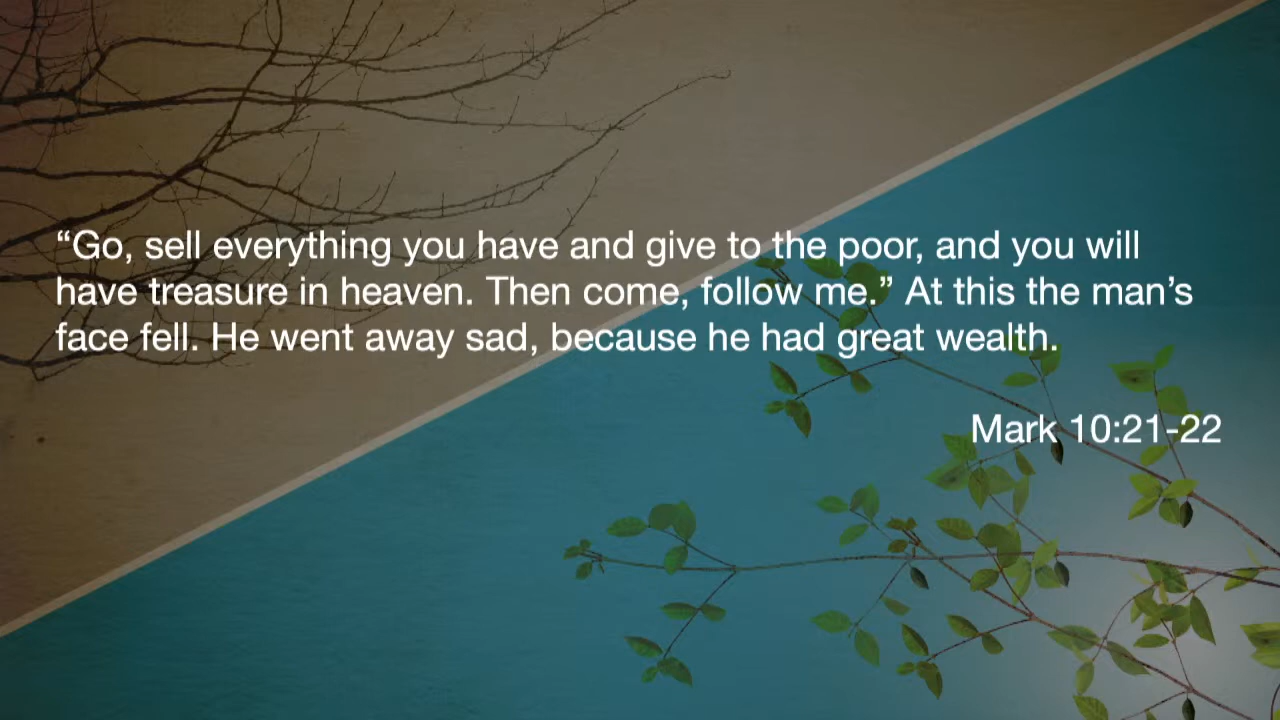 “Go, sell everything you have and give to the poor, and you will
have treasure in heaven. Then come, follow me.” At this the man’s
face fell. He went away sad, because he had great wealth.
Mark 10:21-22